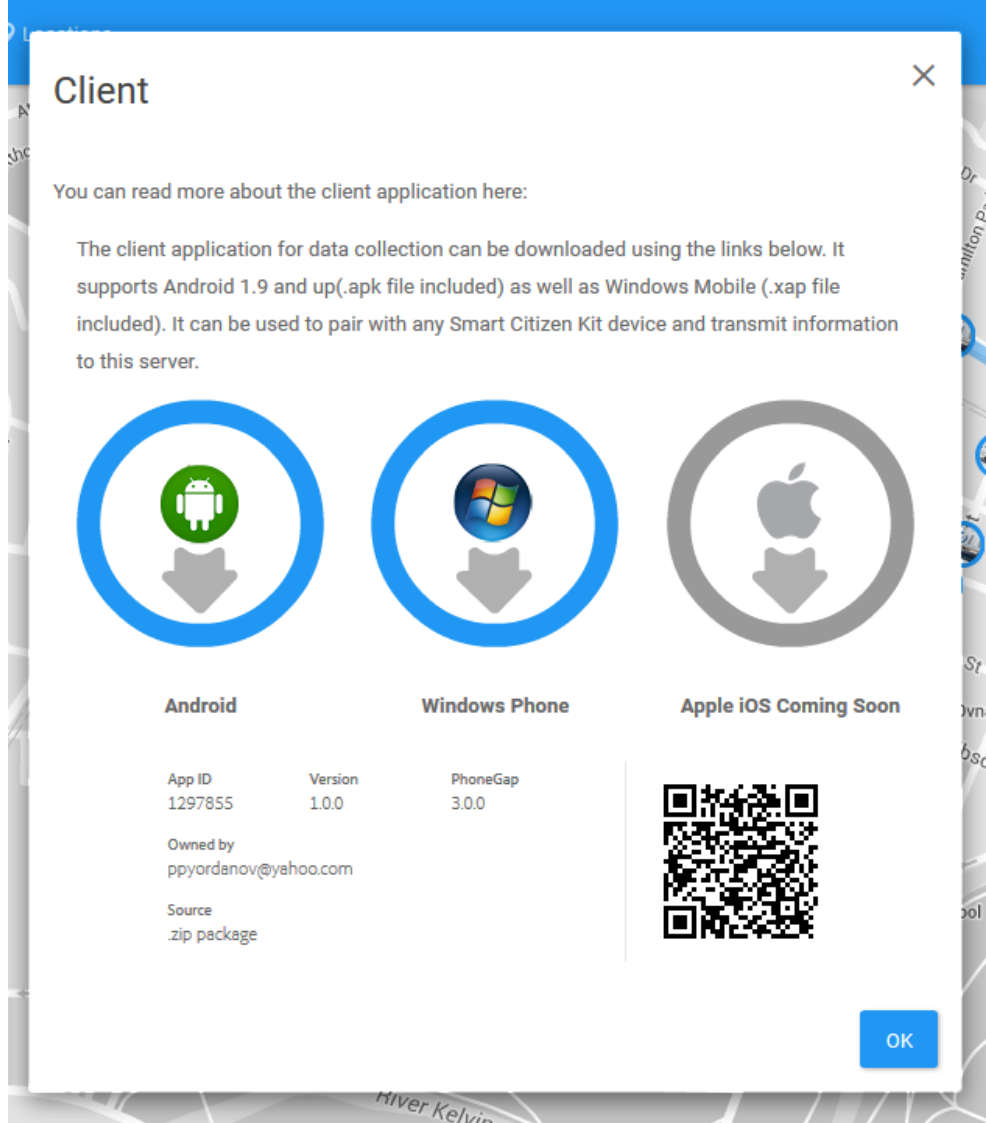 Locations
Client
You can read more about the client application here:
The client application for data collection can be downloaded using the links below. It
supports Android 1.9 and up(.apk file included) as well as Windows Mobile (.xap file
included). It can be used to pair with any Smart Citizen Kit device and transmit information
to this server.
Dr
St
Android
Windows Phone
Apple iOS Coming Soon
App ID
Version
PhoneGap
1297855
1.0.0
3.0.0
Owned by
ppyordanov@yahoo.com
Source
.zip package
OK
River Kelvin